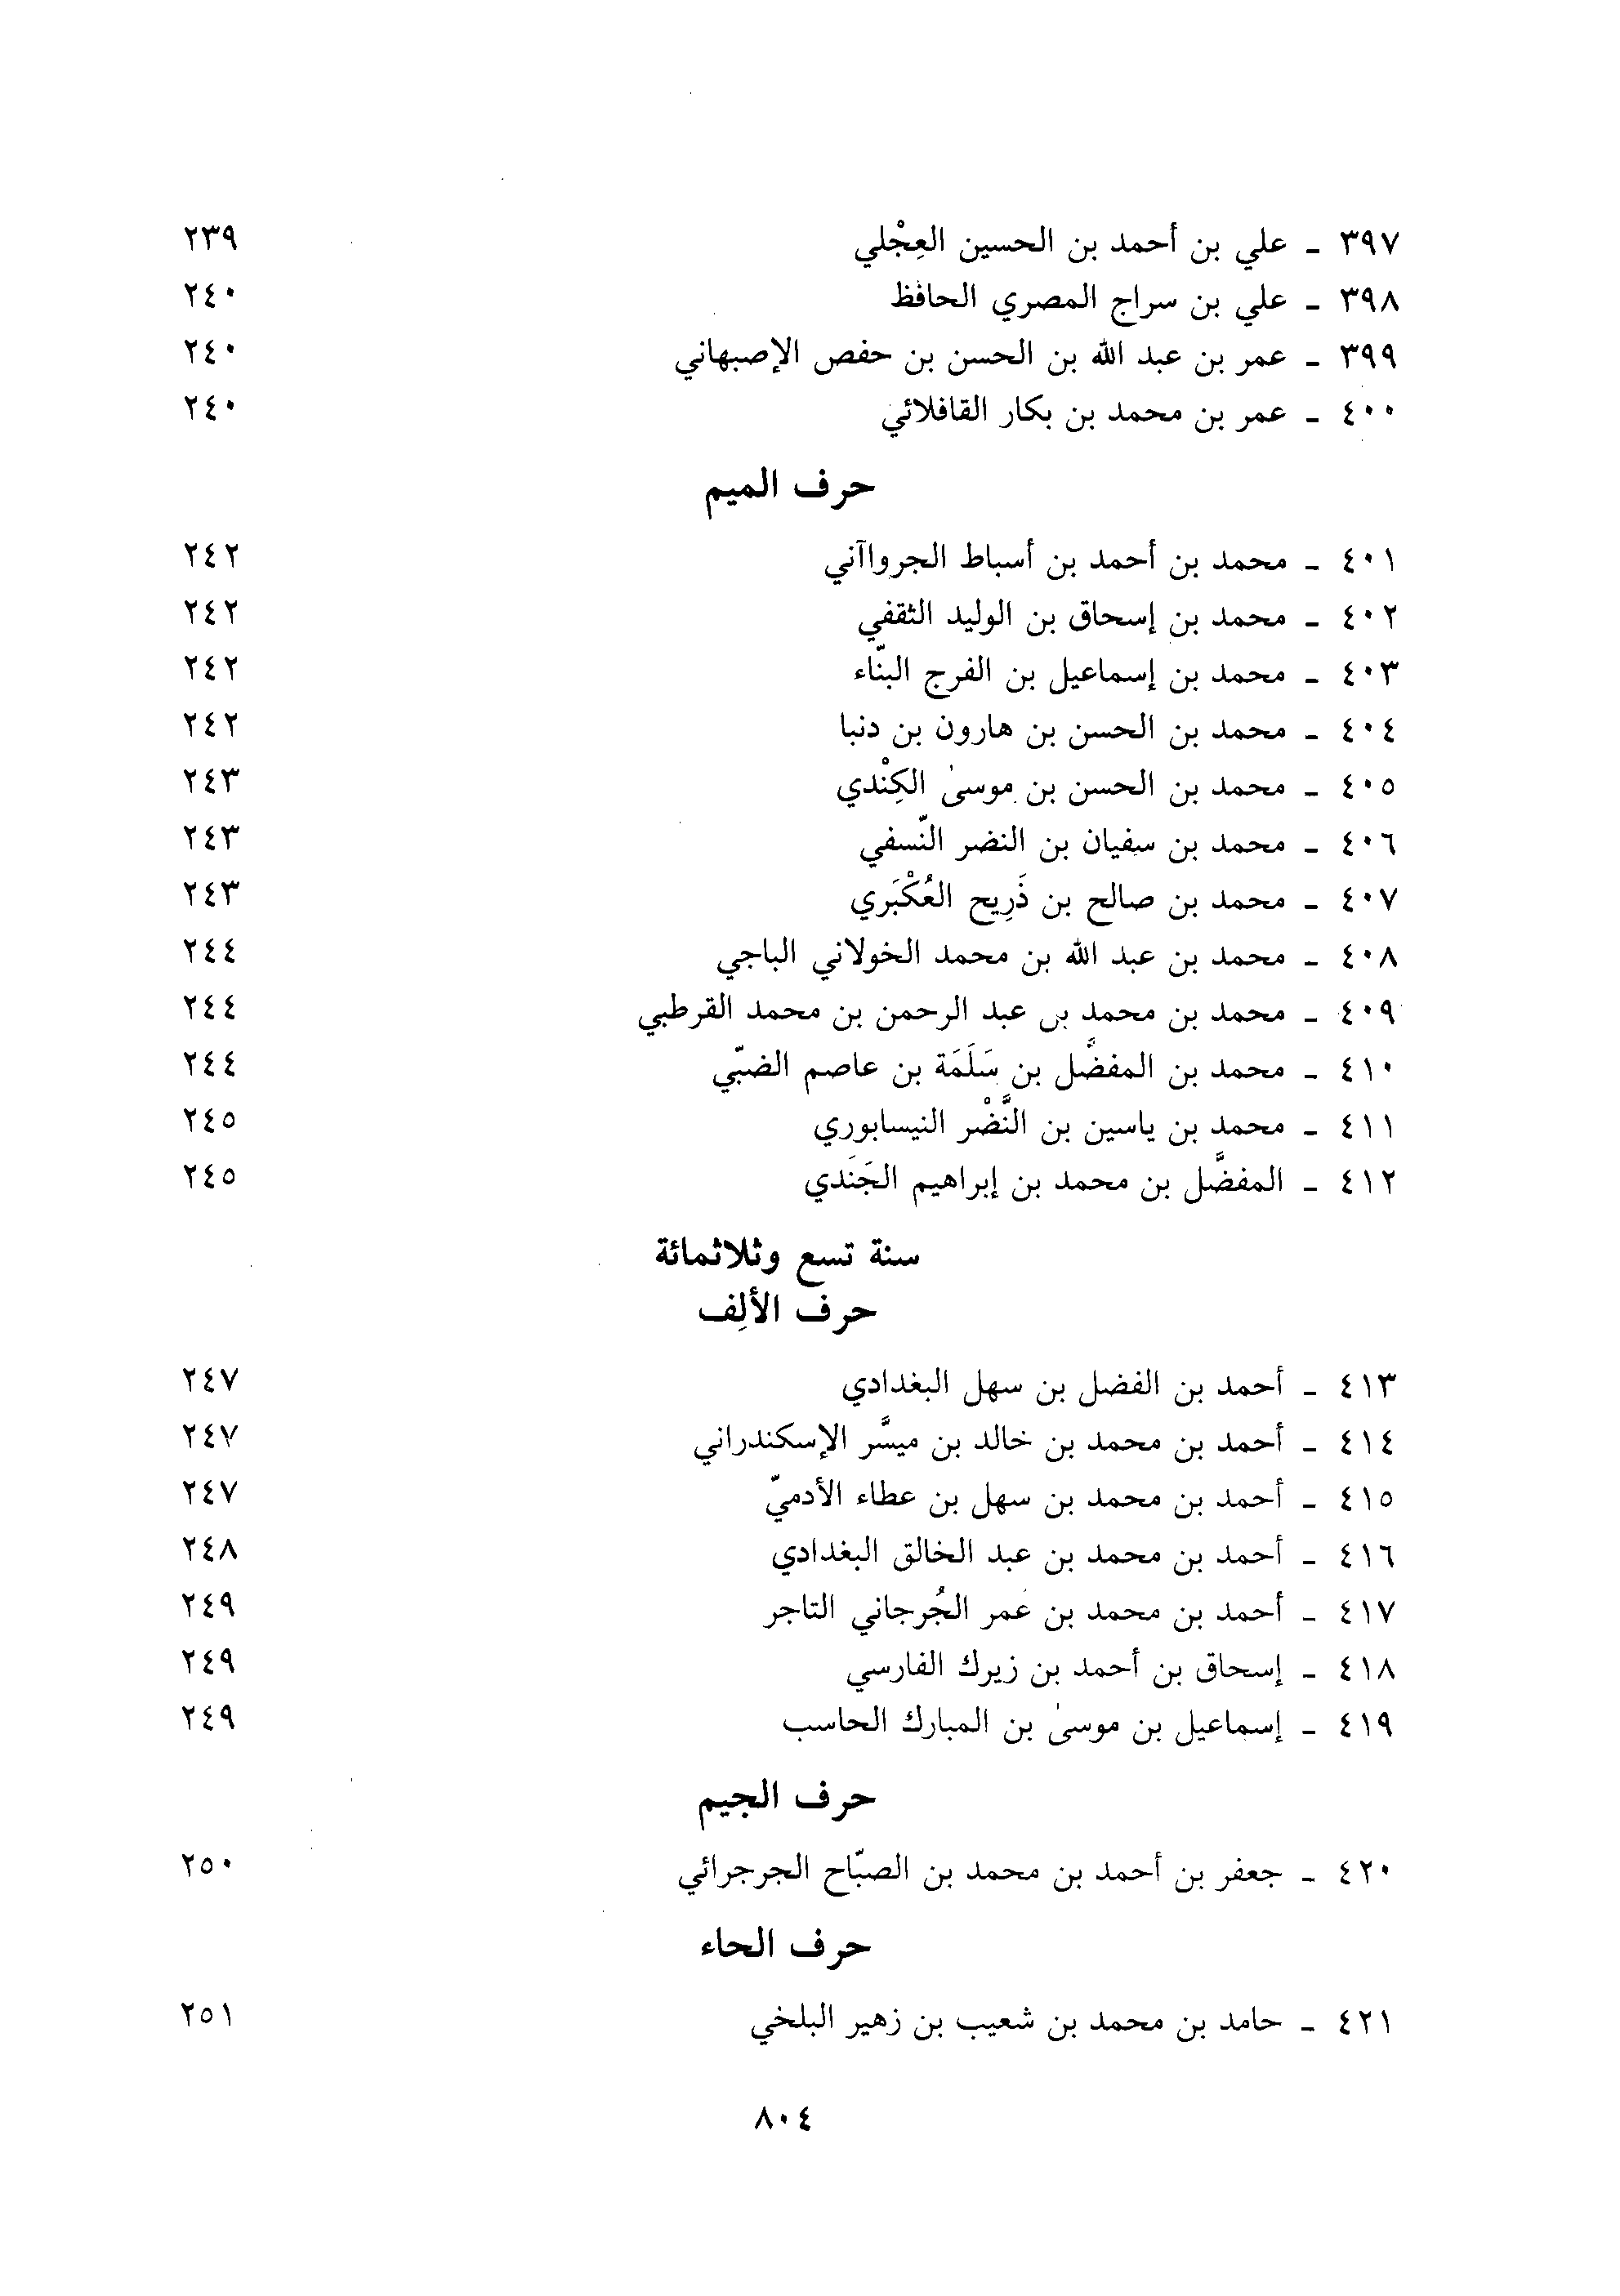 ٣٩٧ - علي بن أحمد بن الحسين العِجْلي ٢٣٩
٣٩٨ - علي بن سراج المصري الحافظ ٢٤٠
٣٩٩ - عمر بن عبد الله بن الحسن بن حفص الإصبهاني ٢٤٠
٤٠٠ - عمر بن محمد بن بكار القافلائي ٢٤٠
حرف الميم
٤٠١ - محمد بن أحمد بن أسباط الجرواآني ٢٤٢
٤٠٢ - محمد بن إسحاق بن الوليد الثقفي ٢٤٢
٤٠٣ - محمد بن إسماعيل بن الفرج البنّاء ٢٤٢
٤٠٤ - محمد بن الحسن بن هارون بن دنبا ٢٤٢
٤٠٥ - محمد بن الحسن بن موسىٰ الكِنْدي ٢٤٣
٤٠٦ - محمد بن سفيان بن النضر النّسفي ٢٤٣
٤٠٧ - محمد بن صالح بن ذَرِيح العُكْبَري ٢٤٣
٤٠٨ - محمد بن عبد الله بن محمد الخولاني الباجي ٢٤٤
٤٠٩ - محمد بن محمد بن عبد الرحمن بن محمد القرطبي ٢٤٤
٤١٠ - محمد بن المفضَّل بن سَلَمَة بن عاصم الضبّي ٢٤٤
٤١١ - محمد بن ياسين بن النَّضْر النيسابوري ٢٤٥
٤١٢ - المفضَّل بن محمد بن إبراهيم الجَنَدي ٢٤٥
سنة تسع وثلاثمائة
حرف الألِف
٤١٣ - أحمد بن الفضل بن سهل البغدادي ٢٤٧
٤١٤ - أحمد بن محمد بن خالد بن ميسَّر الإسكندراني ٢٤٧
٤١٥ - أحمد بن محمد بن سهل بن عطاء الأدميّ ٢٤٧
٤١٦ - أحمد بن محمد بن عبد الخالق البغدادي ٢٤٨
٤١٧ - أحمد بن محمد بن عمر الجُرجاني التاجر ٢٤٩
٤١٨ - إسحاق بن أحمد بن زيرك الفارسي ٢٤٩
٤١٩ - إسماعيل بن موسىٰ بن المبارك الحاسب ٢٤٩
حرف الجيم
٤٢٠ - جعفر بن أحمد بن محمد بن الصبّاح الجرجرائي ٢٥٠
حرف الحاء
٤٢١ - حامد بن محمد بن شعيب بن زهير البلخي ٢٥١
٨٠٤